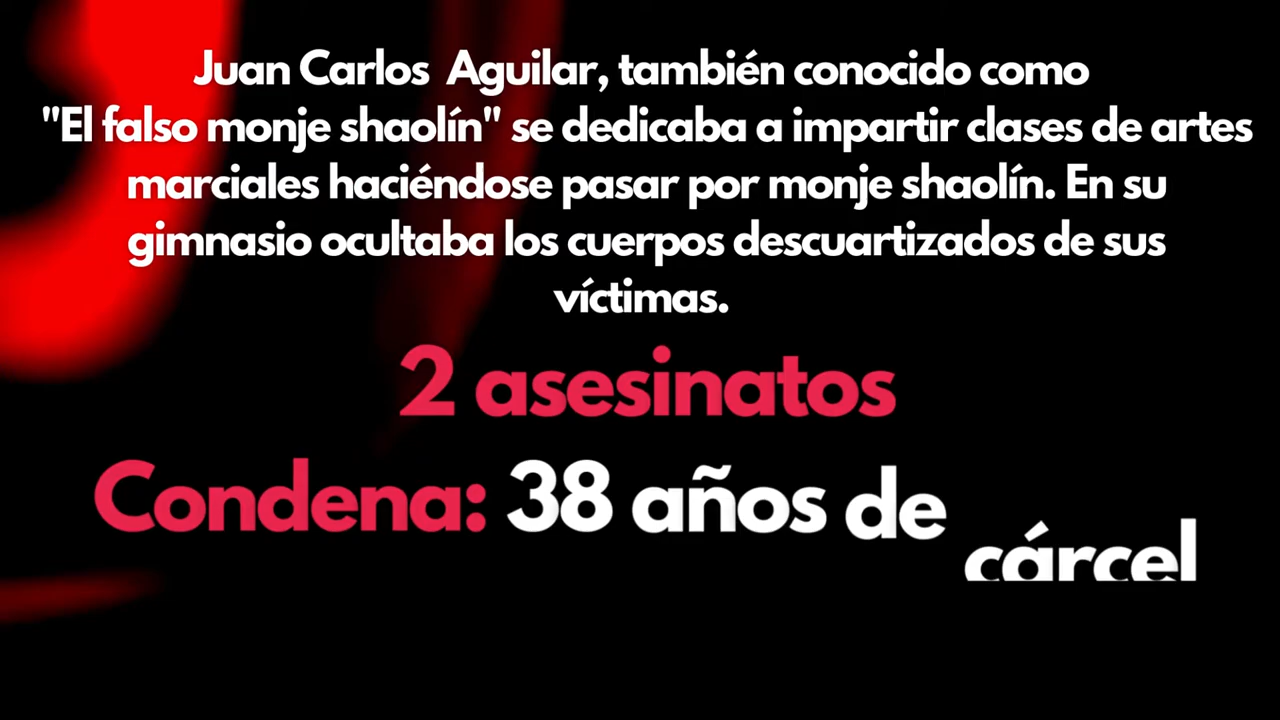 Juan Carlos Aguilar, también conocido como
"El falso monje shaolín" se dedicaba a impartir clases de artes
marciales haciéndose pasar por monje shaolín. En su
gimnasio ocultaba los cuerpos descuartizados de sus
víctimas.
2 asesinatos
Condena: 38 años de cárcel